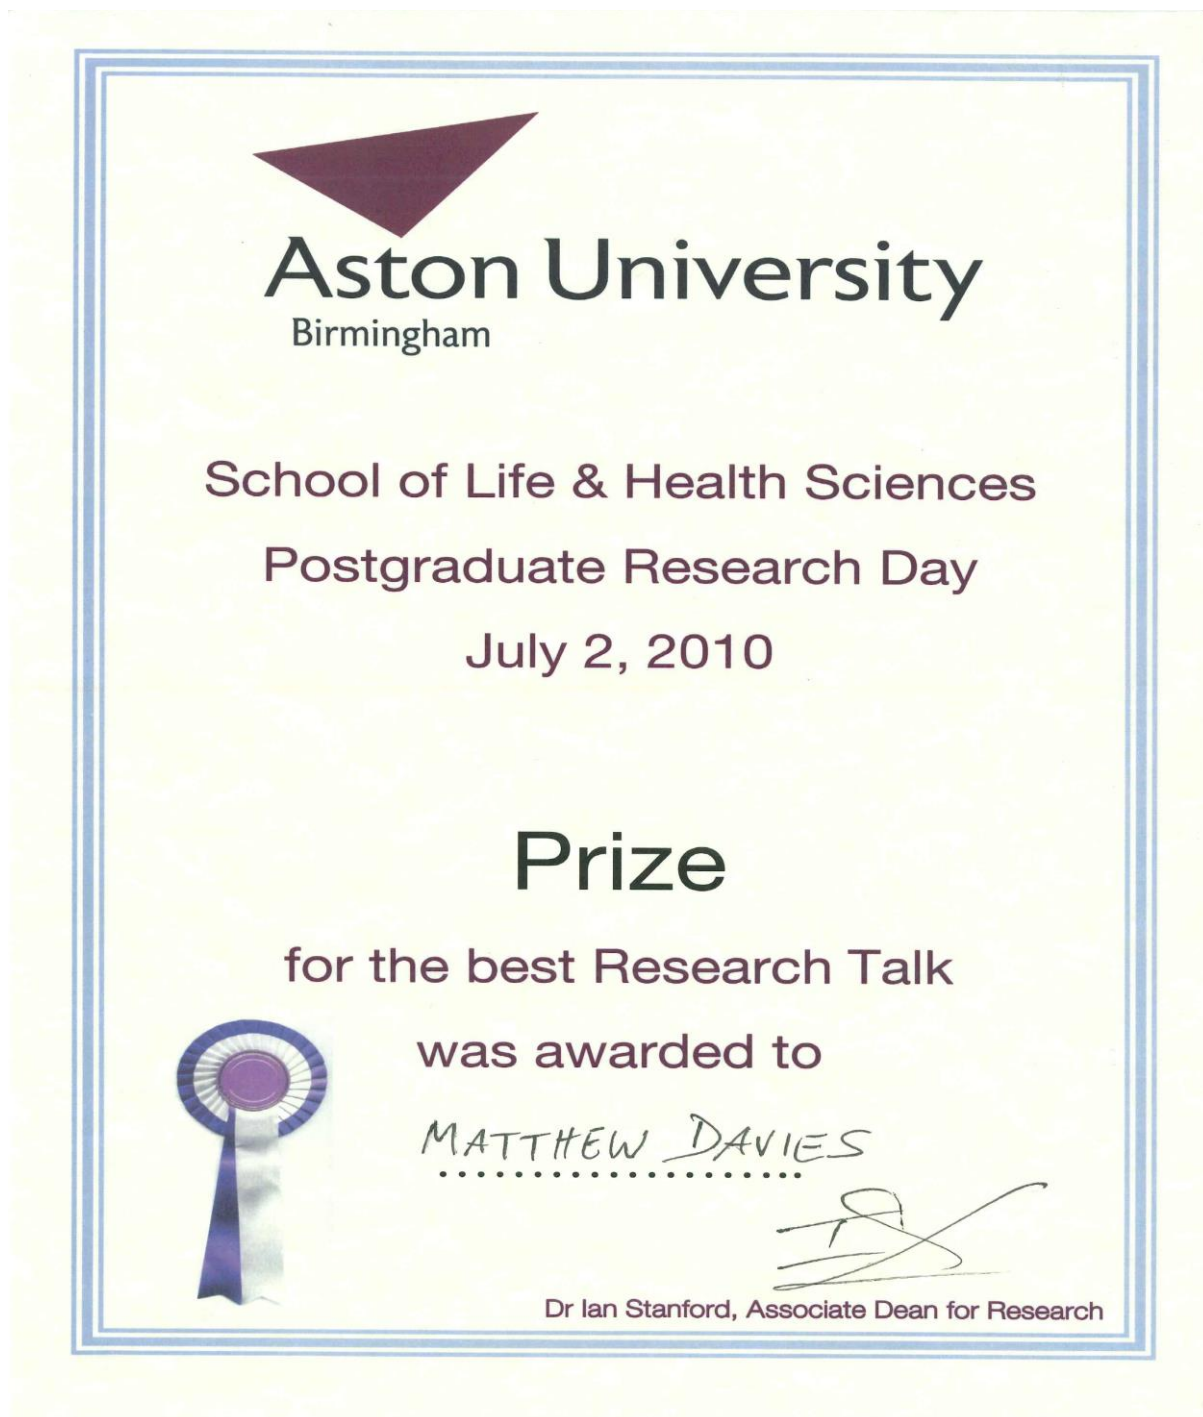 Aston University
Birmingham
School of Life & Health Sciences
Postgraduate Research Day
July 2, 2010
Prize
for the best Research Talk
was awarded to
MATTHEW DAVIES
Dr Ian Stanford, Associate Dean for Research